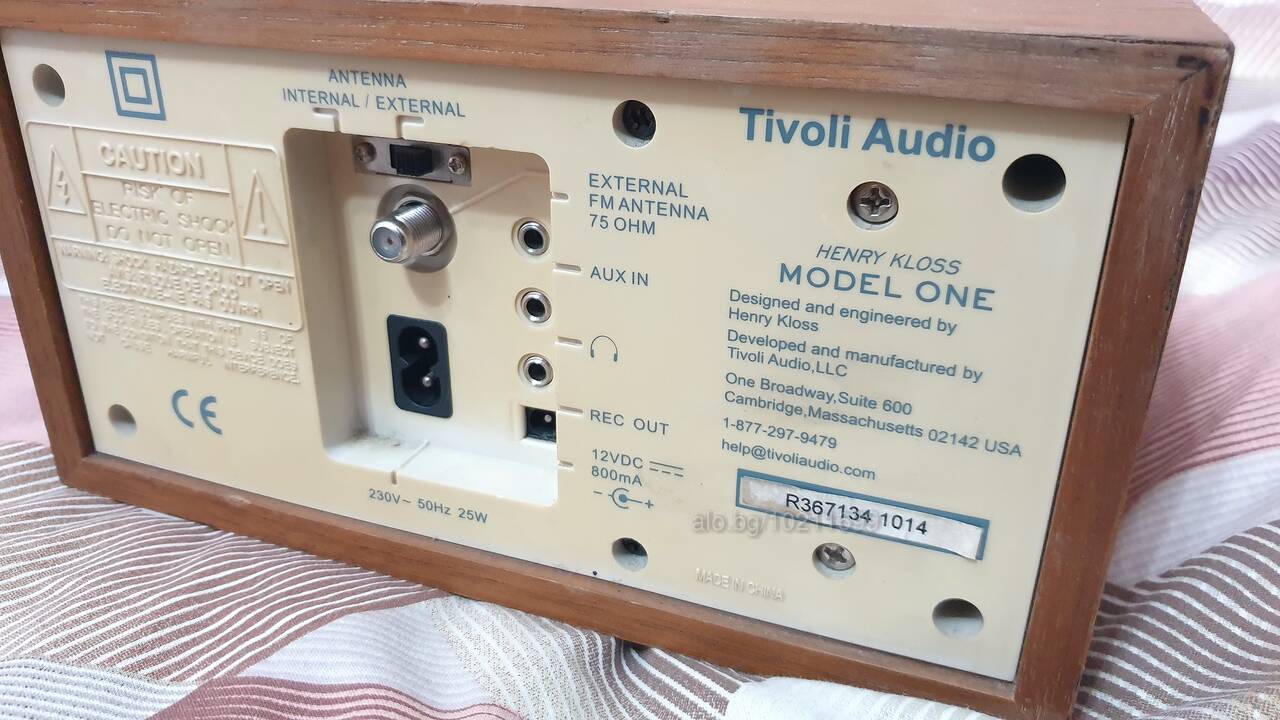 ANTENNA
INTERNAL / EXTERNAL
CAUTION
RISK OF
ELECTRIC SHOCK
DO NOT OPEN
CE
230V~ 50Hz 25W
EXTERNAL
FM ANTENNA
75 OHM
AUX IN
REC OUT
12VDC
800mA
- +
Tivoli Audio
HENRY KLOSS
MODEL ONE
Designed and engineered by
Henry Kloss
Developed and manufactured by
Tivoli Audio,LLC
One Broadway,Suite 600
Cambridge,Massachusetts 02142 USA
1-877-297-9479
help@tivoliaudio.com
R367134 1014
MADE IN CHINA